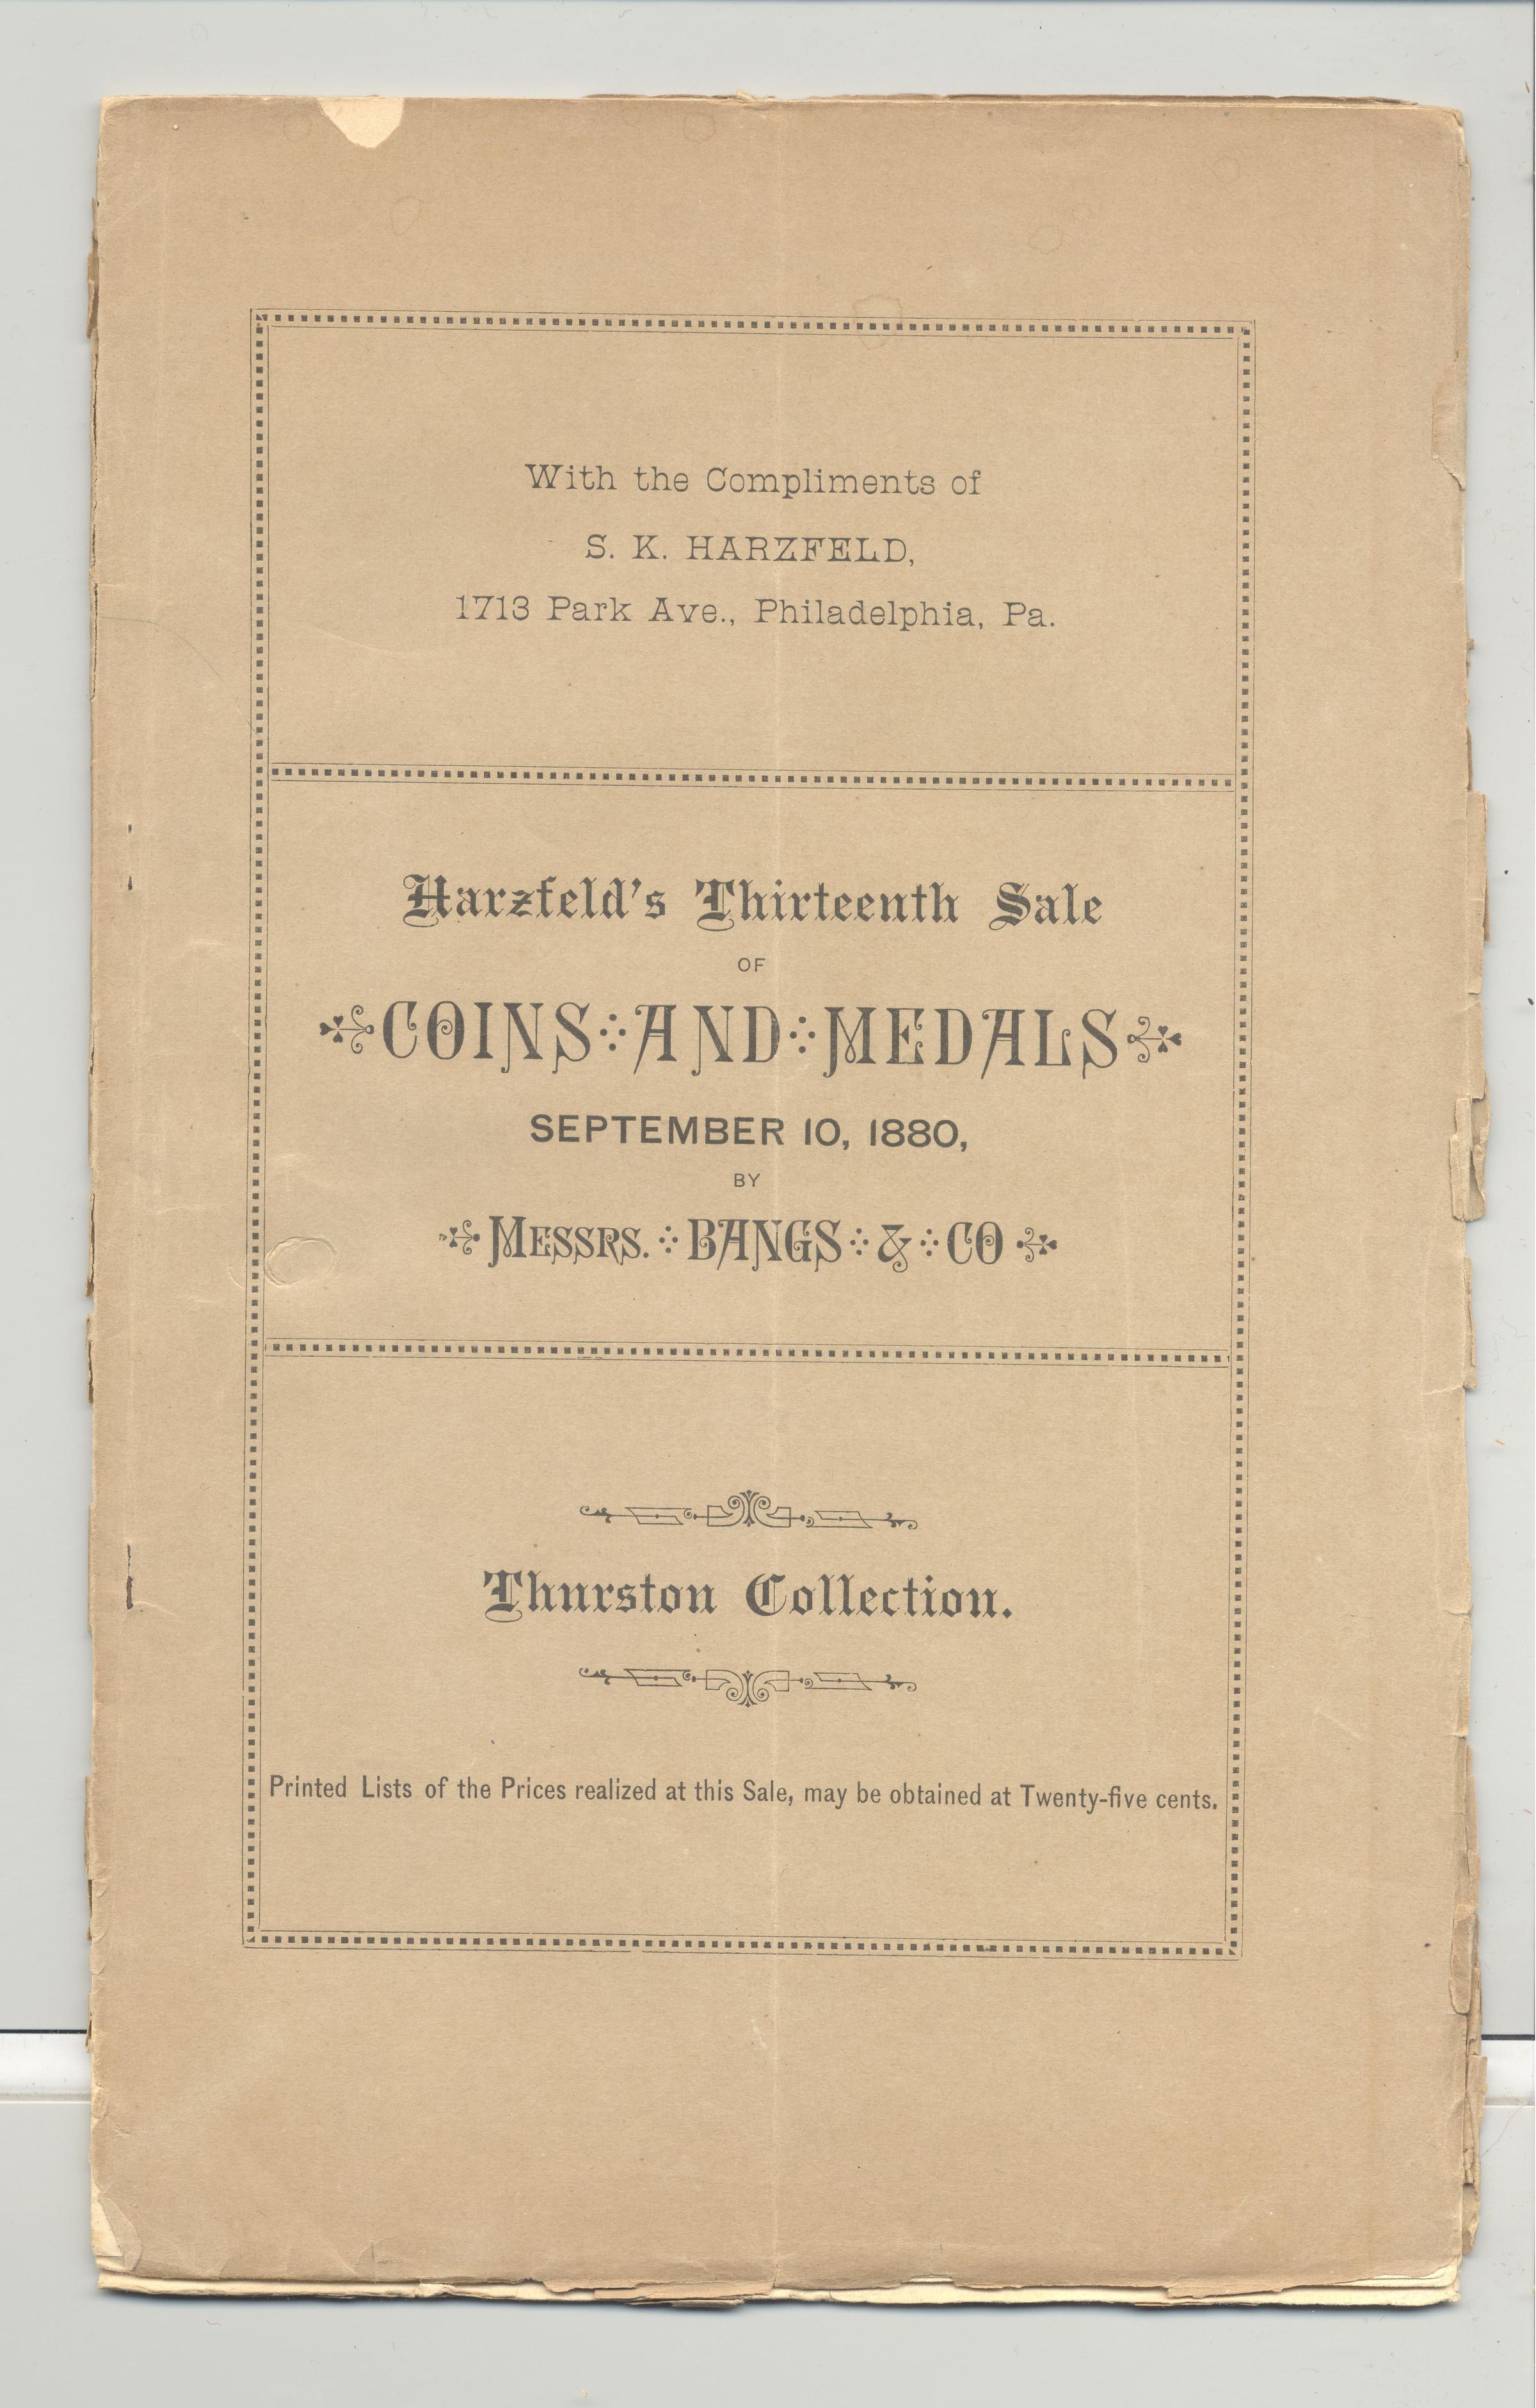 With the Compliments of
S. K. HARZFELD,
1713 Park Ave., Philadelphia, Pa.
Harzfeld's Thirteenth Sale
OF
COINS AND MEDALS
SEPTEMBER 10, 1880,
BY
MESSRS. BANGS & CO
Thurston Collection.
Printed Lists of the Prices realized at this Sale, may be obtained at Twenty-five cents.